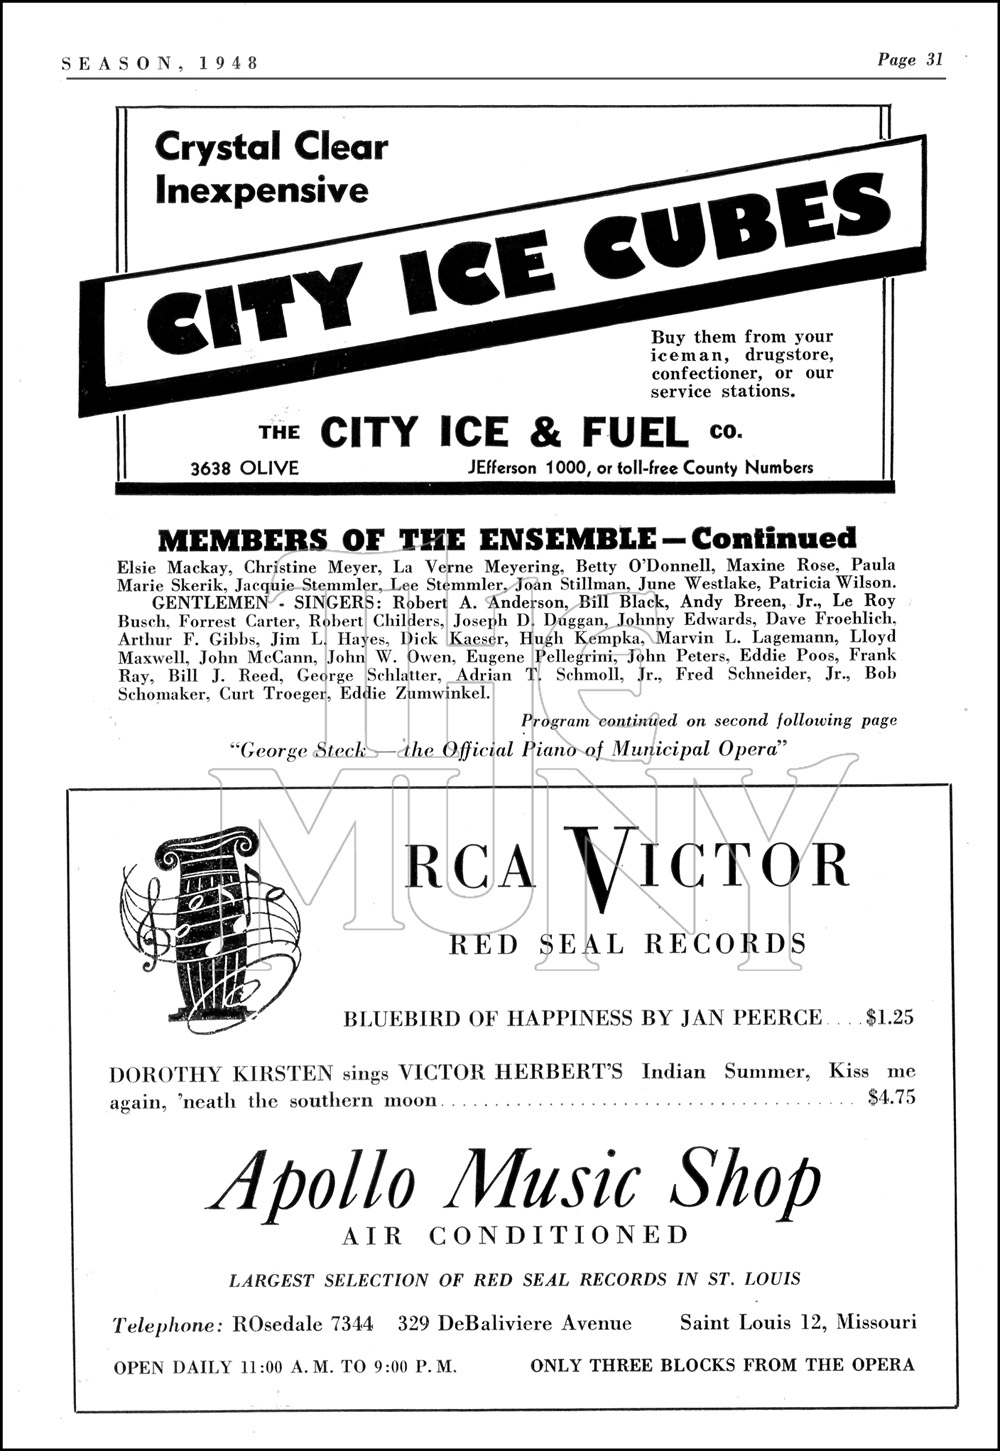 SEASON, 1948
Page 31
Crystal Clear
Inexpensive
CITY ICE CUBES
Buy them from your
iceman, drugstore,
confectioner, or our
service stations.
THE CITY ICE & FUEL CO.
3638 OLIVE JEfferson 1000, or toll-free County Numbers
MEMBERS OF THE ENSEMBLE—Continued
Elsie Mackay, Christine Meyer, La Verne Meyering, Betty O'Donnell, Maxine Rose, Paula
Marie Skerik, Jacquie Stemmler, Lee Stemmler, Joan Stillman, June Westlake, Patricia Wilson.
GENTLEMEN - SINGERS: Robert A. Anderson, Bill Black, Andy Breen, Jr., Le Roy
Busch, Forrest Carter, Robert Childers, Joseph D. Duggan, Johnny Edwards, Dave Froehlich,
Arthur F. Gibbs, Jim L. Hayes, Dick Kaeser, Hugh Kempka, Marvin L. Lagemann, Lloyd
Maxwell, John McCann, John W. Owen, Eugene Pellegrini, John Peters, Eddie Poos, Frank
Ray, Bill J. Reed, George Schlatter, Adrian T. Schmoll, Jr., Fred Schneider, Jr., Bob
Schomaker, Curt Troeger, Eddie Zumwinkel.
Program continued on second following page
"George Steck — the Official Piano of Municipal Opera"
The
MUNY
RCA VICTOR
RED SEAL RECORDS
BLUEBIRD OF HAPPINESS BY JAN PEERCE....$1.25
DOROTHY KIRSTEN sings VICTOR HERBERT'S Indian Summer, Kiss me
again, 'neath the southern moon....................................... $4.75
Apollo Music Shop
AIR CONDITIONED
LARGEST SELECTION OF RED SEAL RECORDS IN ST. LOUIS
Telephone: ROsedale 7344 329 DeBaliviere Avenue Saint Louis 12, Missouri
OPEN DAILY 11:00 A. M. TO 9:00 P. M. ONLY THREE BLOCKS FROM THE OPERA